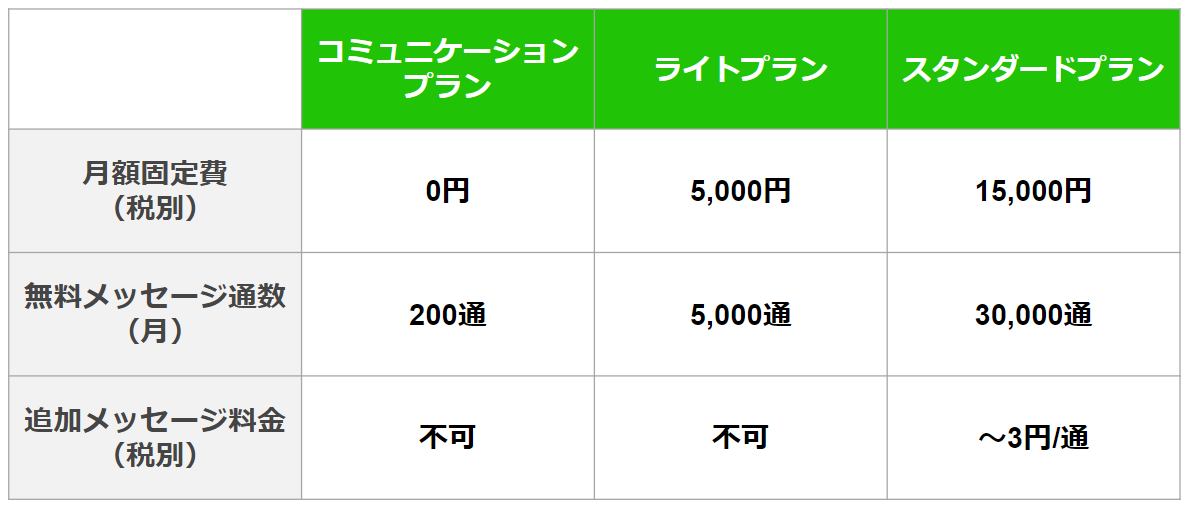 コミュニケーション
プラン
ライトプラン
スタンダードプラン
月額固定費
（税別）
0円
5,000円
15,000円
無料メッセージ通数
（月）
200通
5,000通
30,000通
追加メッセージ料金
（税別）
不可
不可
～3円/通